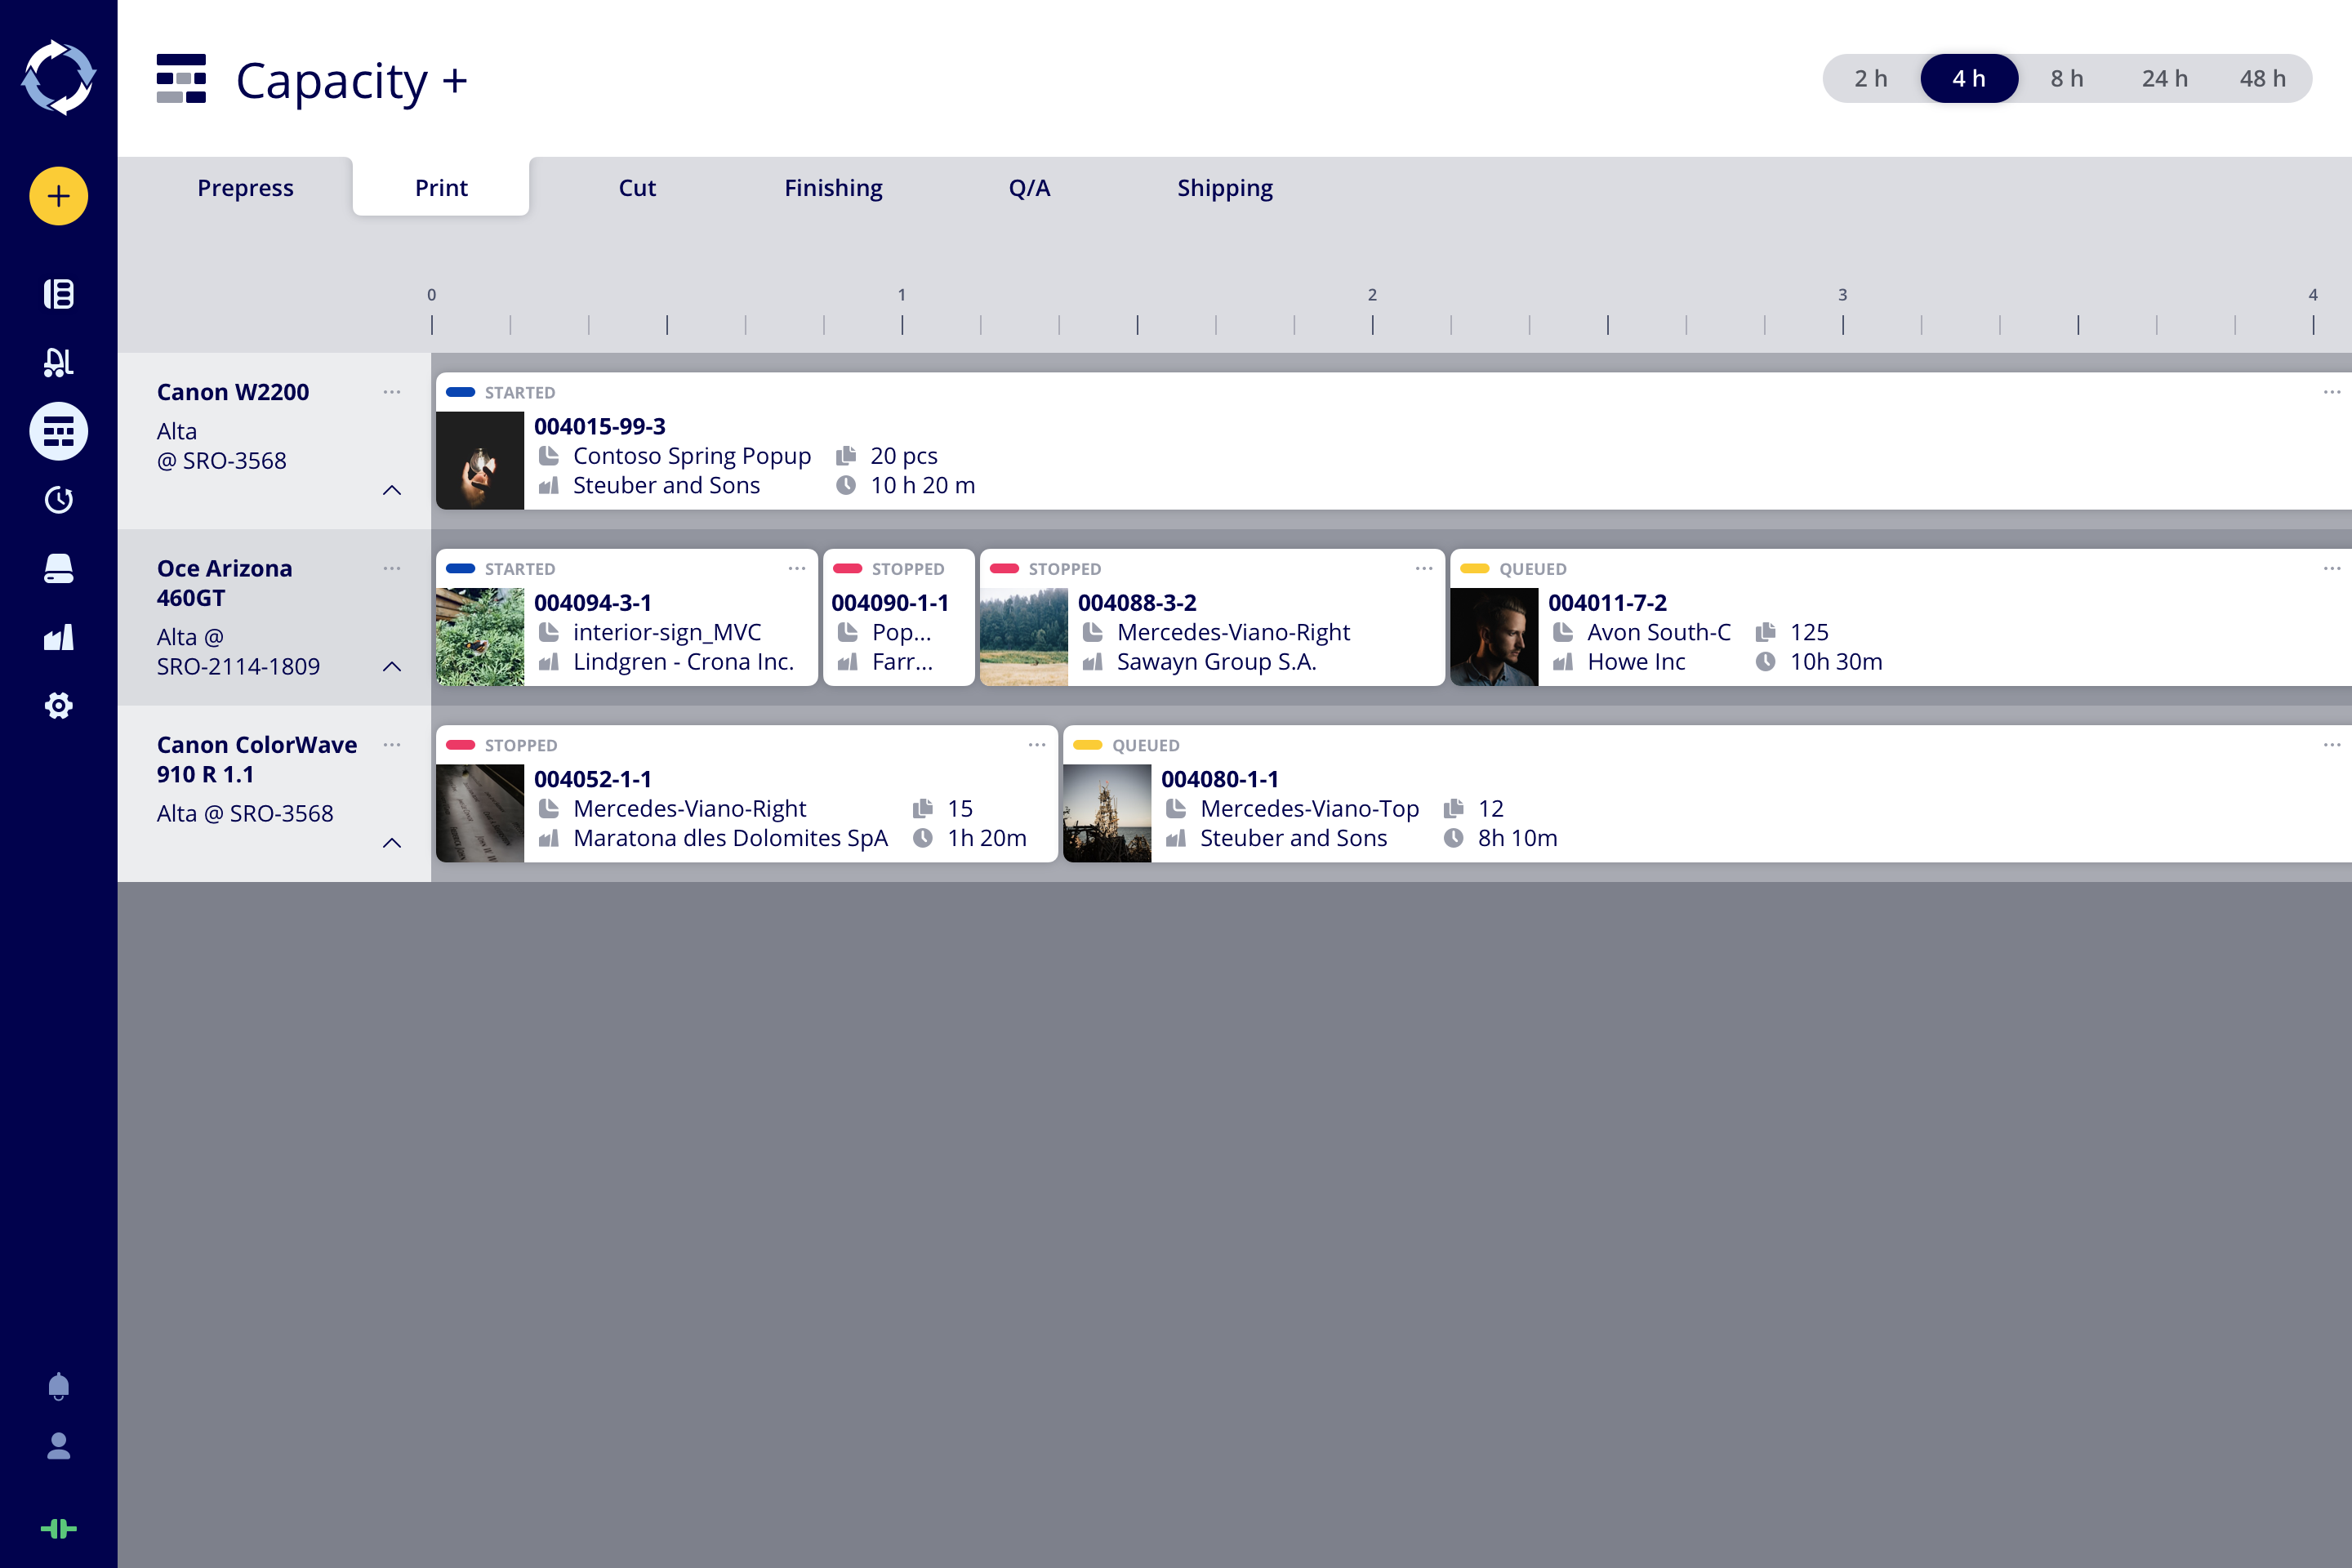 Capacity +
2 h
4 h
8 h
24 h
48 h
Prepress
Print
Cut
Finishing
Q/A
Shipping
0
1
2
3
4
Canon W2200
Alta
@ SRO-3568
STARTED
004015-99-3
Contoso Spring Popup
20 pcs
Steuber and Sons
10 h 20 m
Oce Arizona
460GT
Alta @
SRO-2114-1809
STARTED
004094-3-1
interior-sign_MVC
Lindgren - Crona Inc.
STOPPED
004090-1-1
Pop...
Farr...
STOPPED
004088-3-2
Mercedes-Viano-Right
Sawayn Group S.A.
QUEUED
004011-7-2
Avon South-C
125
Howe Inc
10h 30m
Canon ColorWave
910 R 1.1
Alta @ SRO-3568
STOPPED
004052-1-1
Mercedes-Viano-Right
15
Maratona dles Dolomites SpA
1h 20m
QUEUED
004080-1-1
Mercedes-Viano-Top
12
Steuber and Sons
8h 10m